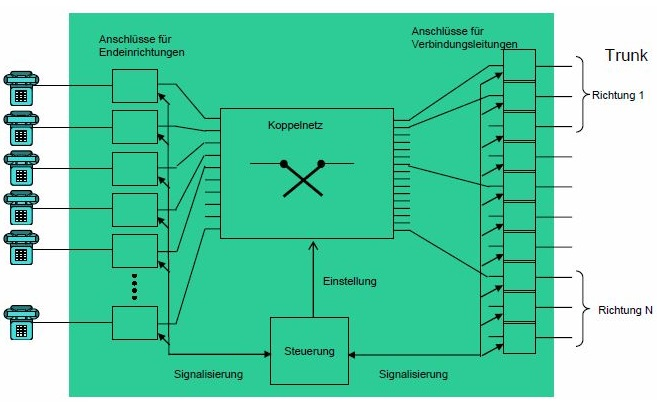 Anschlüsse für
Endeinrichtungen
Anschlüsse für
Verbindungsleitungen
Trunk
Richtung 1
Koppelnetz
Einstellung
Richtung N
Steuerung
Signalisierung
Signalisierung